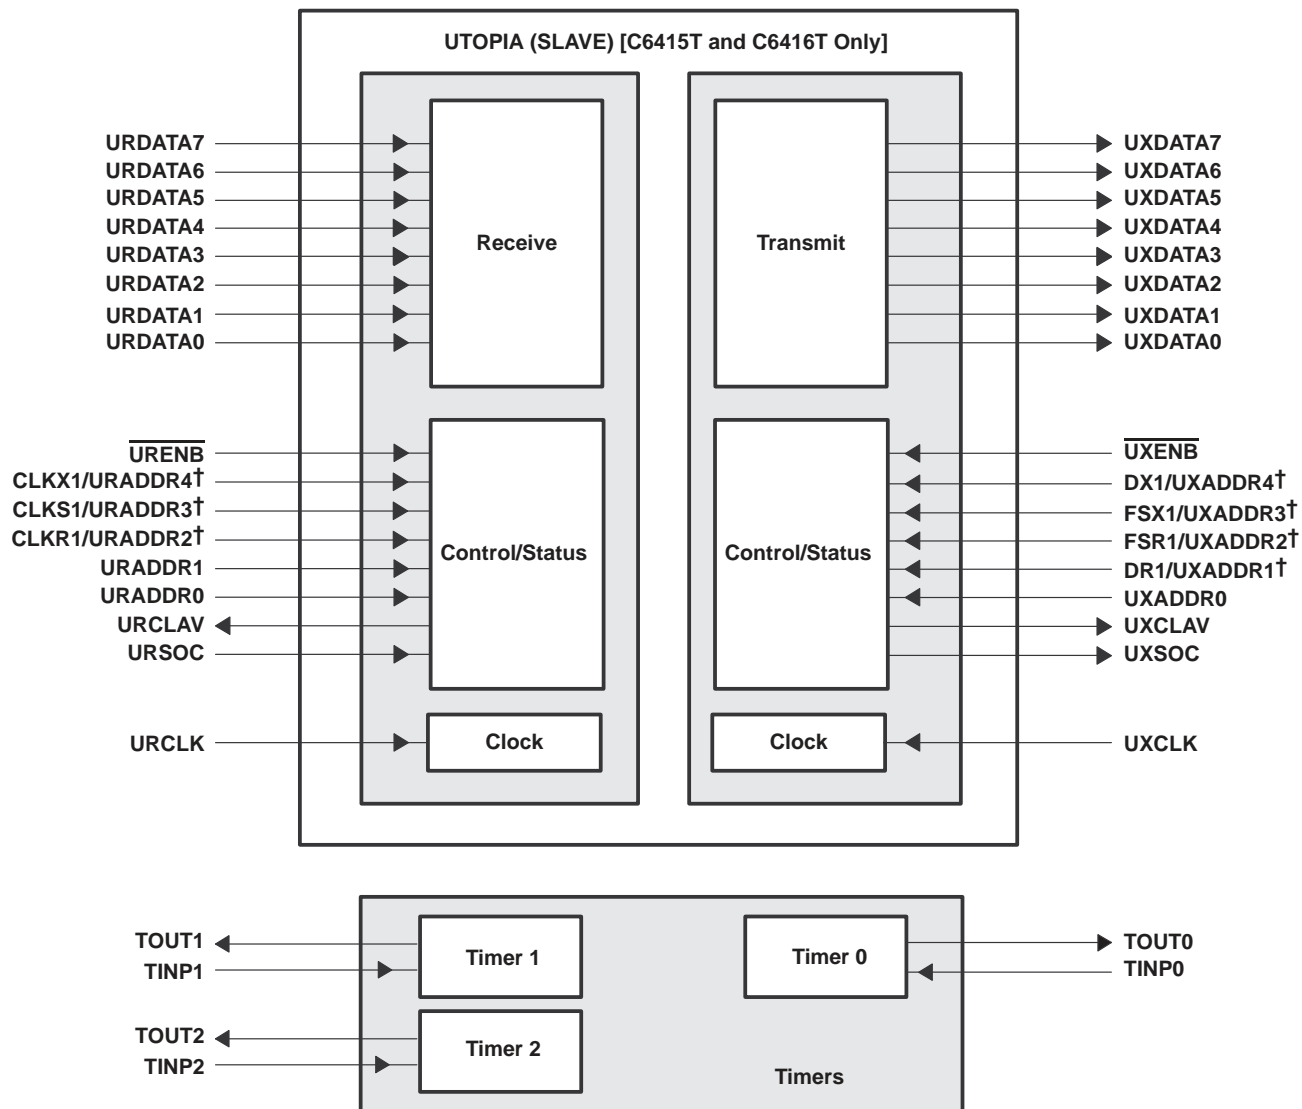 UTOPIA (SLAVE) [C6415T and C6416T Only]
URDATA7
URDATA6
URDATA5
URDATA4
URDATA3
URDATA2
URDATA1
URDATA0
Receive
Transmit
UXDATA7
UXDATA6
UXDATA5
UXDATA4
UXDATA3
UXDATA2
UXDATA1
UXDATA0
URENB
CLKX1/URADDR4†
CLKS1/URADDR3†
CLKR1/URADDR2†
URADDR1
URADDR0
URCLAV
URSOC
Control/Status
Control/Status
UXENB
DX1/UXADDR4†
FSX1/UXADDR3†
FSR1/UXADDR2†
DR1/UXADDR1†
UXADDR0
UXCLAV
UXSOC
URCLK
Clock
Clock
UXCLK
TOUT1
TINP1
Timer 1
Timer 0
TOUT0
TINP0
TOUT2
TINP2
Timer 2
Timers